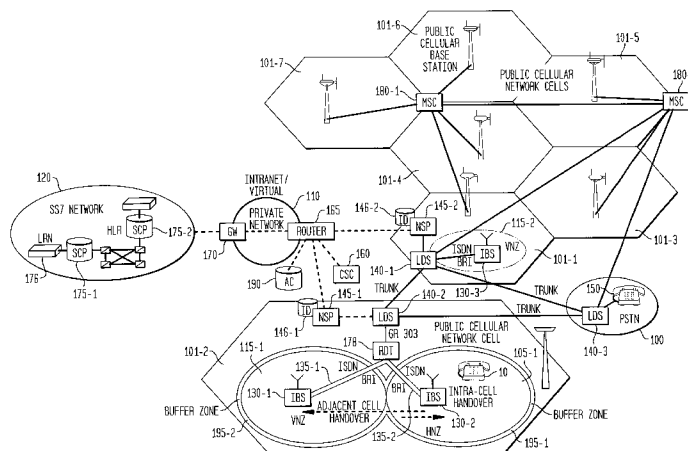 101-6
PUBLIC CELLULAR
BASE
STATION
101-5
101-7
PUBLIC CELLULAR
NETWORK CELLS
180-1
MSC
MSC
180-
120
INTRANET/
VIRTUAL
110
PRIVATE
NETWORK
165
ROUTER
GW
170
SS7 NETWORK
LRN
HLR
SCP
175-2
SCP
176
175-1
101-4
146-2
ID
145-2
NSP
115-2
ISDN
VNZ
LDS
BRI
IBS
140-1
130-3
101-1
101-3
190
AC
160
CSC
145-1
TRUNK
ID
146-1
NSP
LDS
140-2
TRUNK
150
LDS
PSTN
140-3
100
GR 303
178
RDT
PUBLIC CELLULAR
NETWORK CELL
101-2
115-1
135-1
ISDN
BRI
ISDN
BRI
10
105-1
130-1
IBS
IBS
INTRA-CELL
HANDOVER
BUFFER ZONE
VNZ
ADJACENT CELL
HANDOVER
130-2
HNZ
135-2
BUFFER ZONE
195-2
195-1